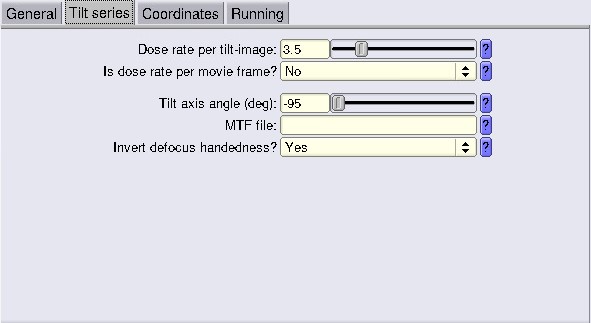 General Tilt series Coordinates Running
Dose rate per tilt-image: 3.5 ?
Is dose rate per movie frame? No ?
Tilt axis angle (deg): -95 ?
MTF file: ?
Invert defocus handedness? Yes ?